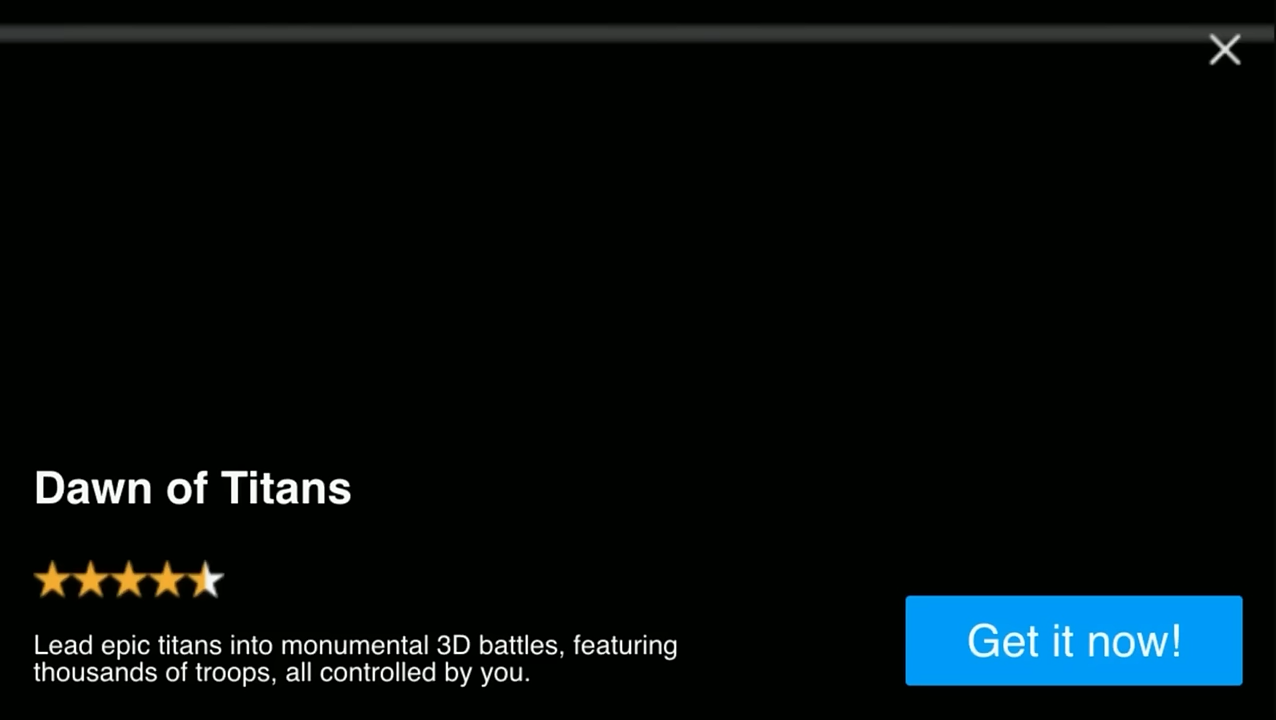 Dawn of Titans
Lead epic titans into monumental 3D battles, featuring
thousands of troops, all controlled by you.
Get it now!